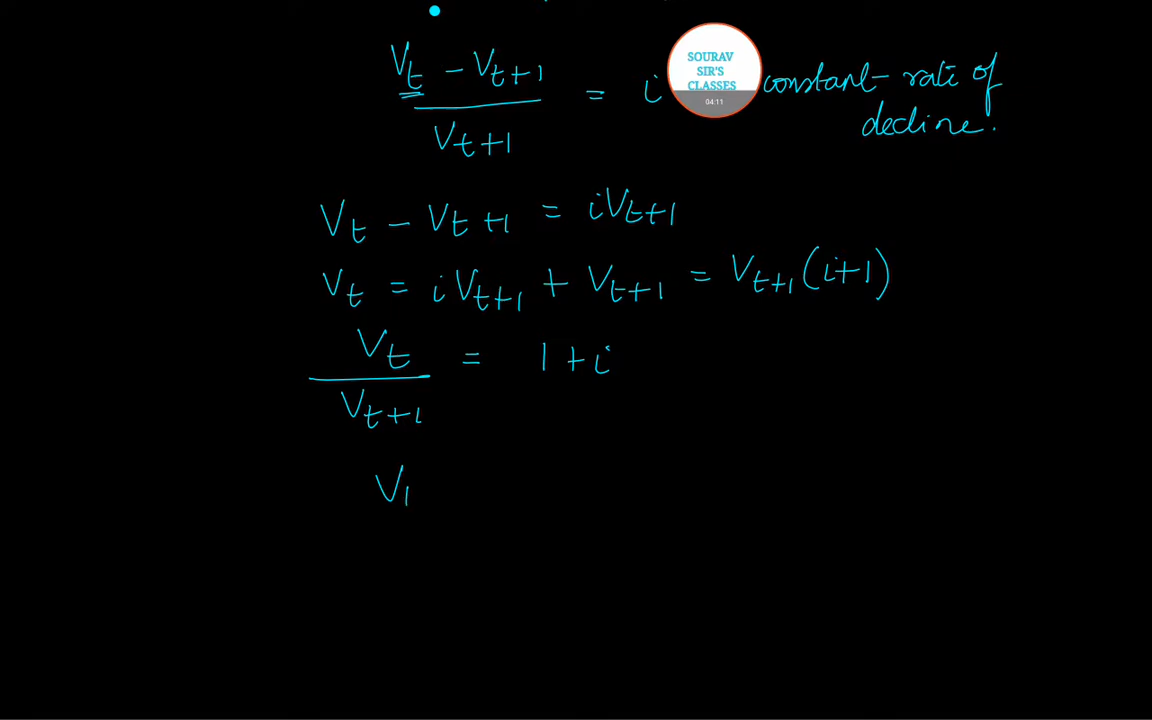 Vt - Vt+1 / Vt+1 = i constant rate of
decline.
SOURAV
SIR'S
CLASSES
04:11
Vt - Vt+1 = iVt+1
Vt = iVt+1 + Vt+1 = Vt+1(i+1)
Vt / Vt+1 = 1+i
V1